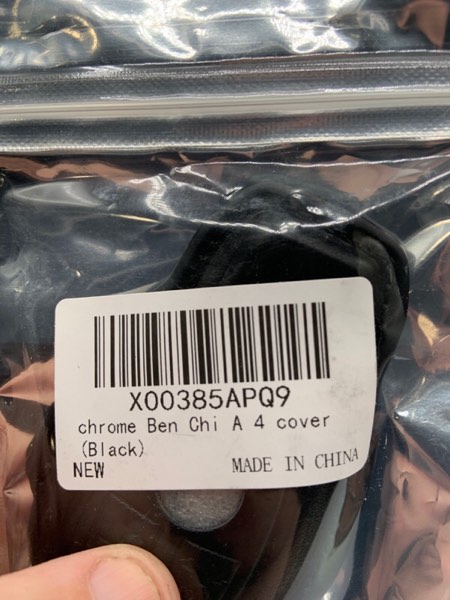 X00385APQ9
chrome Ben Chi A 4 cover
(Black)
NEW
MADE IN CHINA